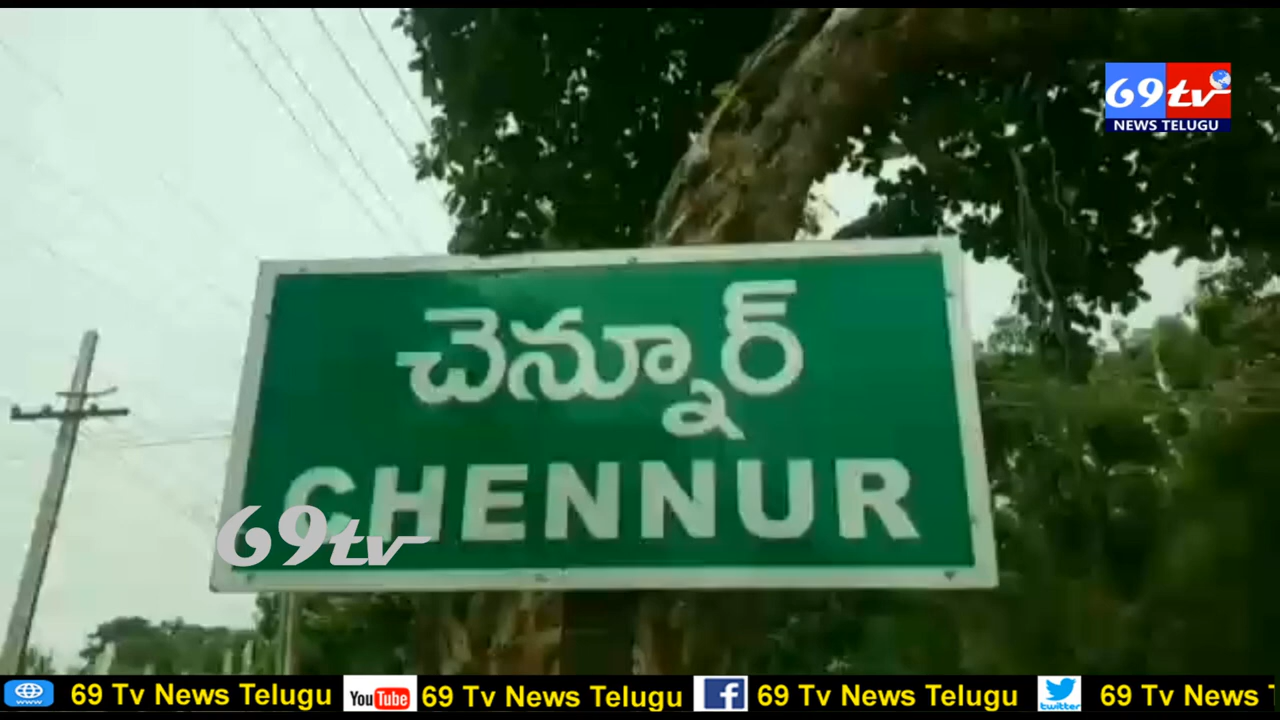 69tv
NEWS TELUGU
చెన్నూర్
CHENNUR
69tv
69 Tv News Telugu YouTube 69 Tv News Telugu f 69 Tv News Telugu twitter 69 Tv News T